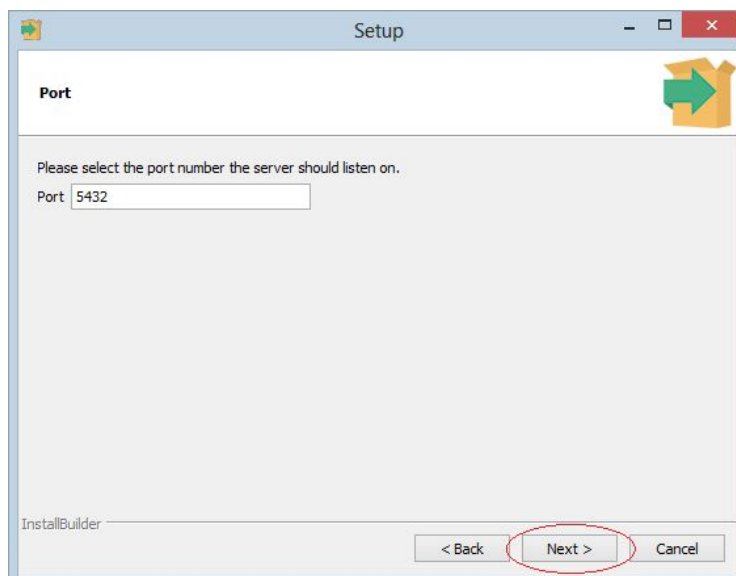 Setup
Port
Please select the port number the server should listen on.
Port 5432
InstallBuilder
< Back Next > Cancel